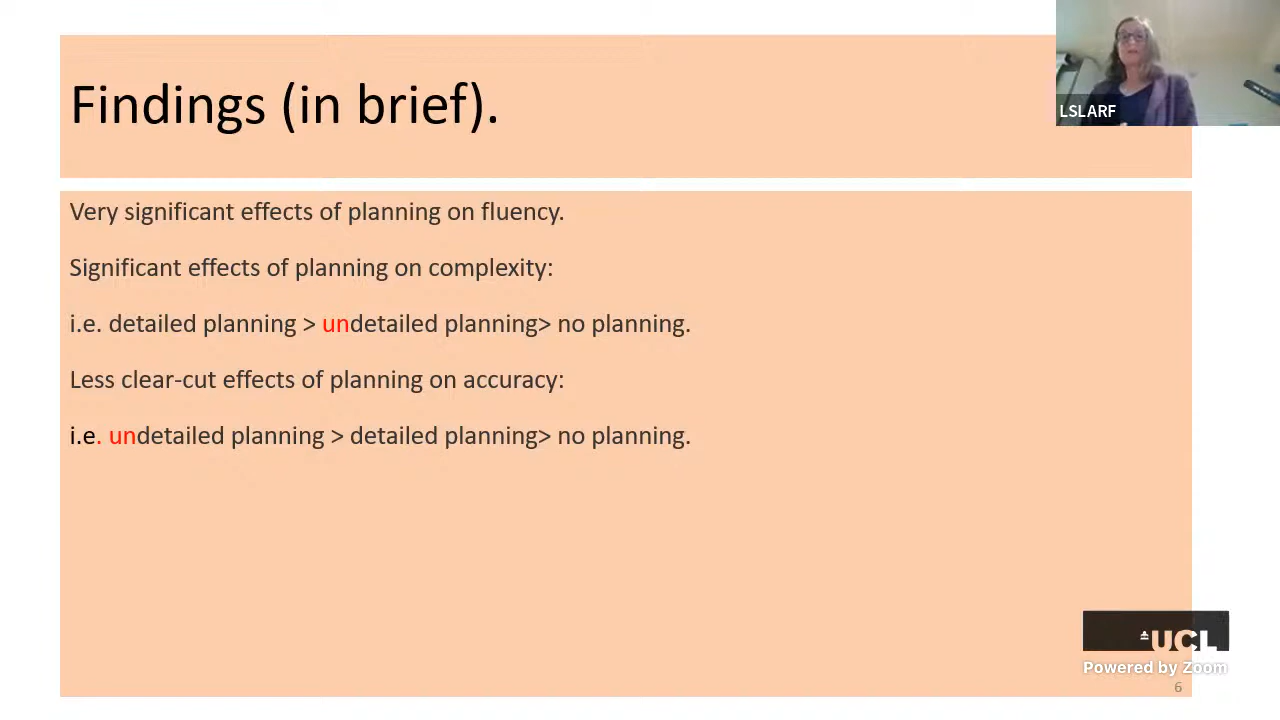 Findings (in brief).
LSLARF
Very significant effects of planning on fluency.
Significant effects of planning on complexity:
i.e. detailed planning > undetailed planning> no planning.
Less clear-cut effects of planning on accuracy:
i.e. undetailed planning > detailed planning> no planning.
UCL
Powered by Zoom
6